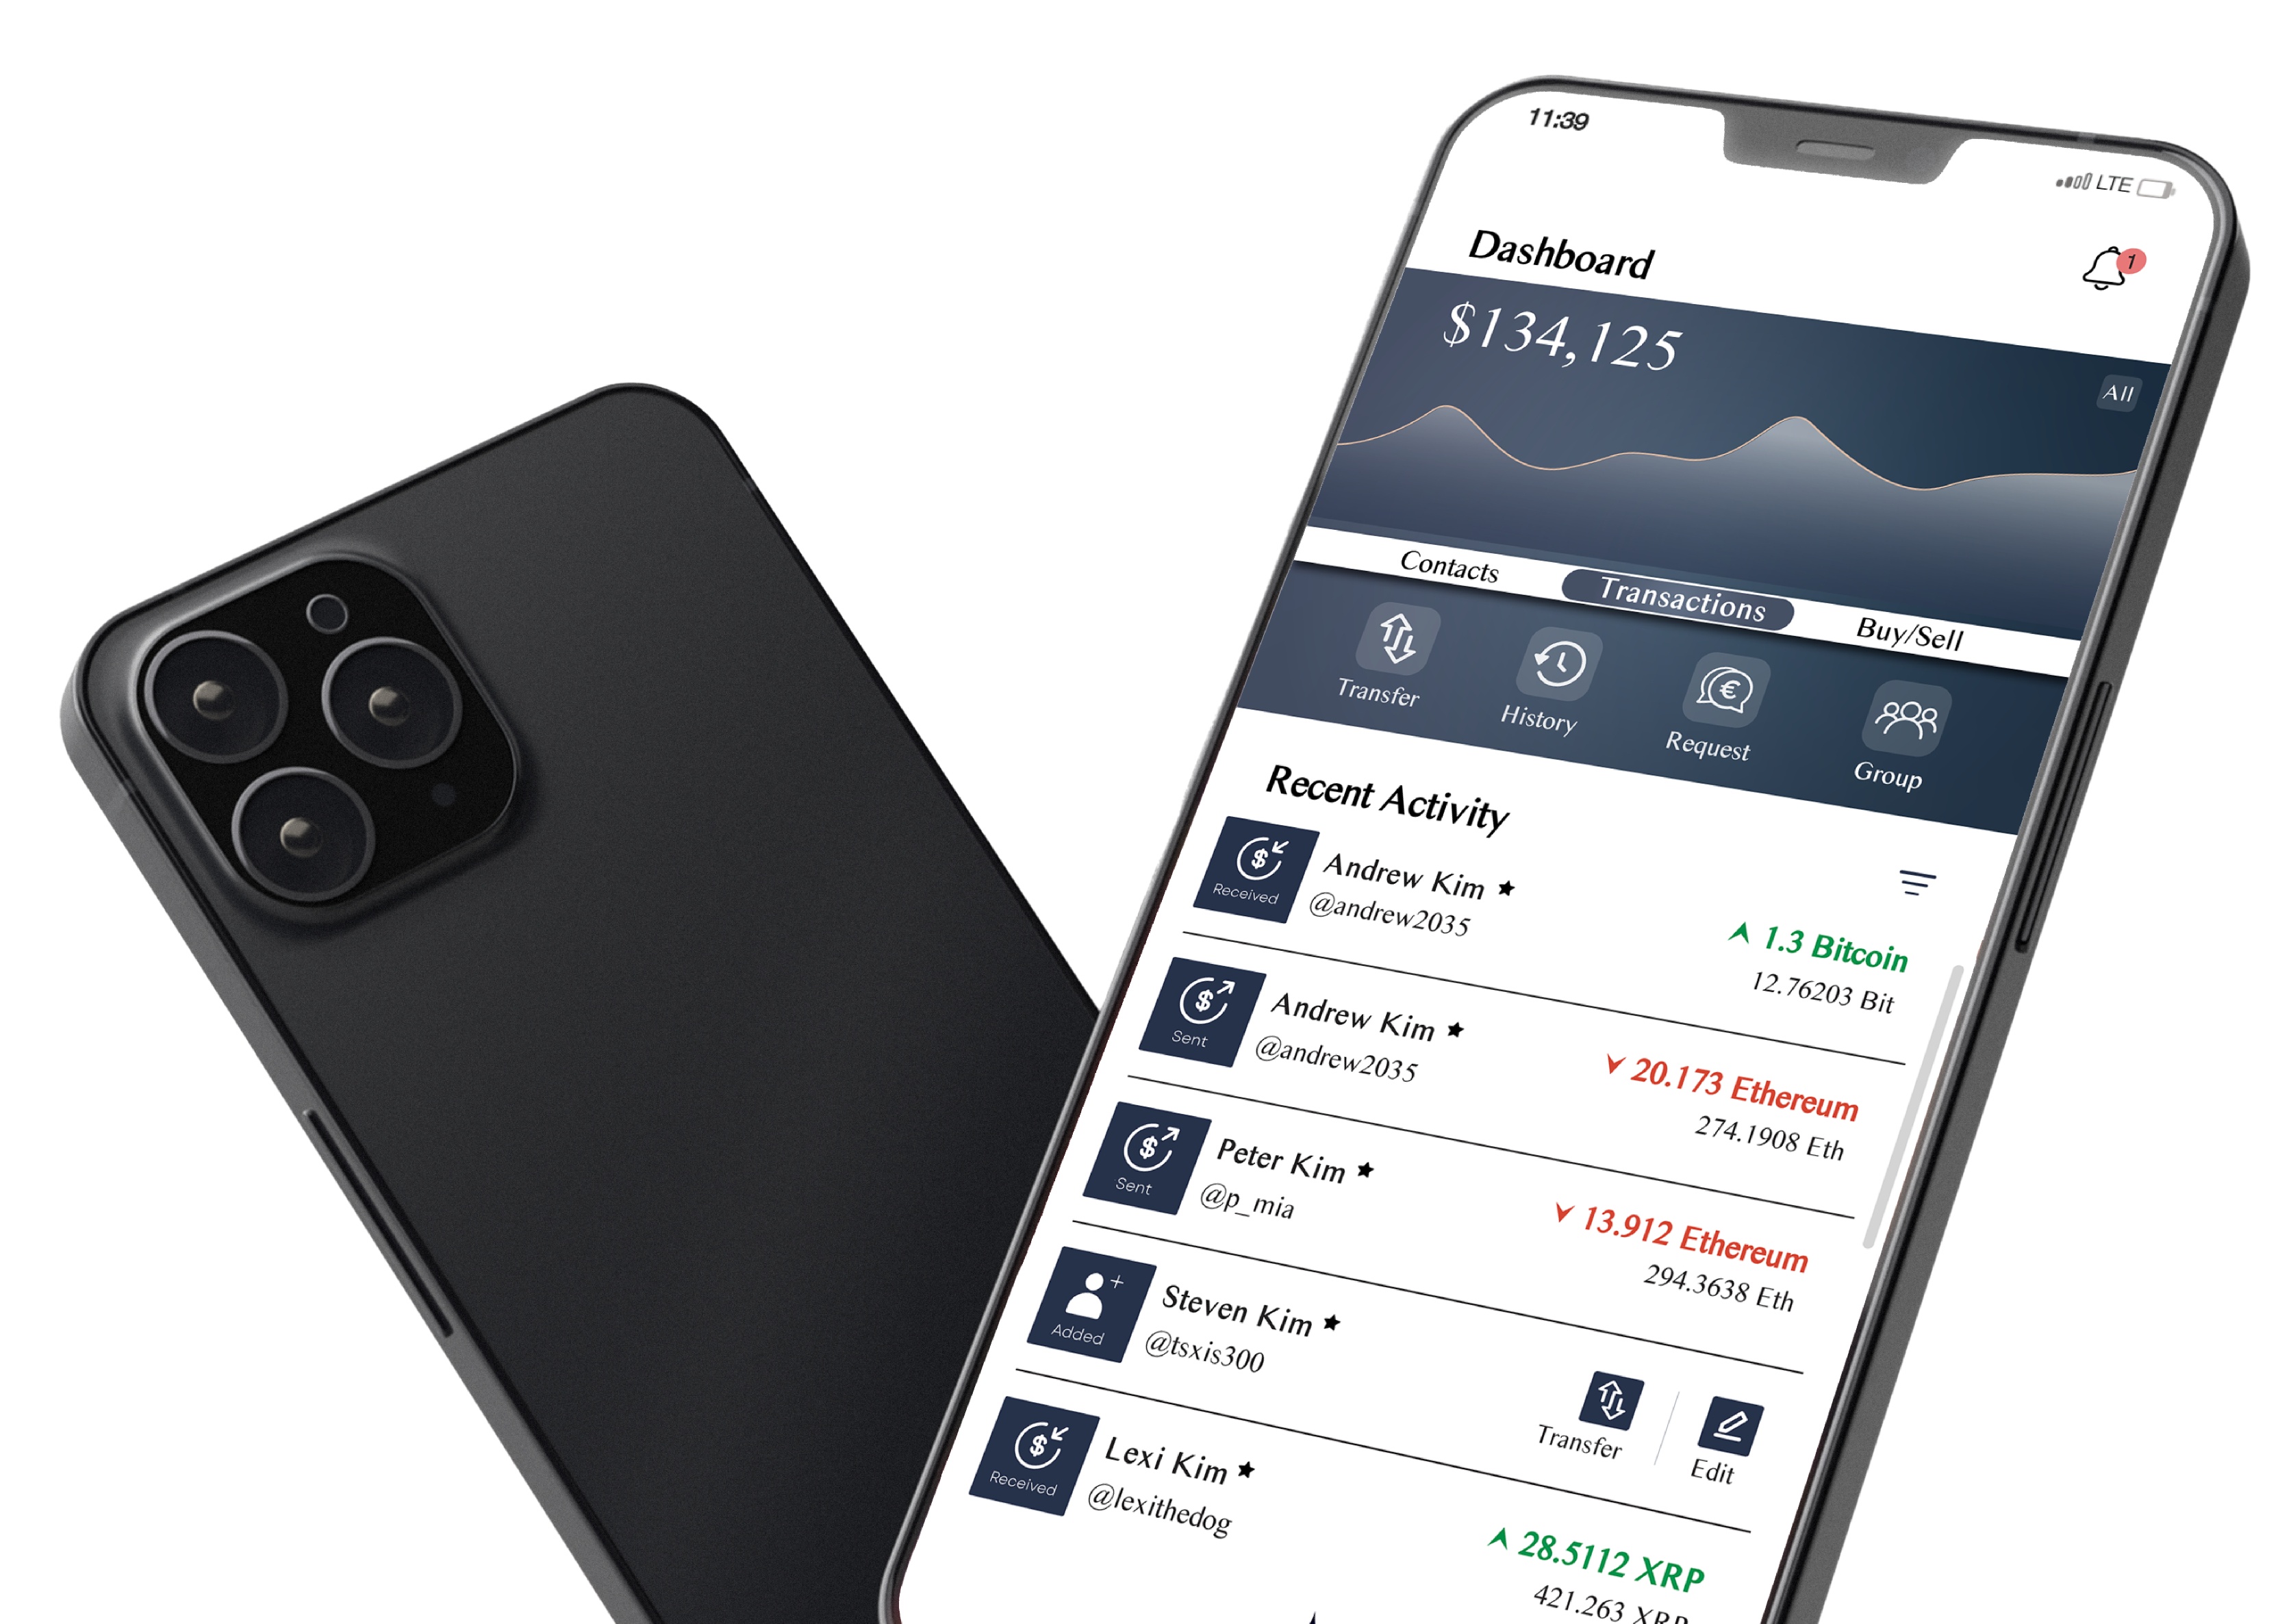 11:39
LTE
Dashboard
1
$134,125
All
Contacts
Transactions
Buy/Sell
Transfer
History
Request
Group
Recent Activity
Received
Andrew Kim
@andrew2035
1.3 Bitcoin
12.76203 Bit
Sent
Andrew Kim
@andrew2035
20.173 Ethereum
274.1908 Eth
Sent
Peter Kim
@p_mia
13.912 Ethereum
294.3638 Eth
Added
Steven Kim
@tsxis300
Transfer
Edit
Received
Lexi Kim
@lexithedog
28.5112 XRP
421.263 XRP